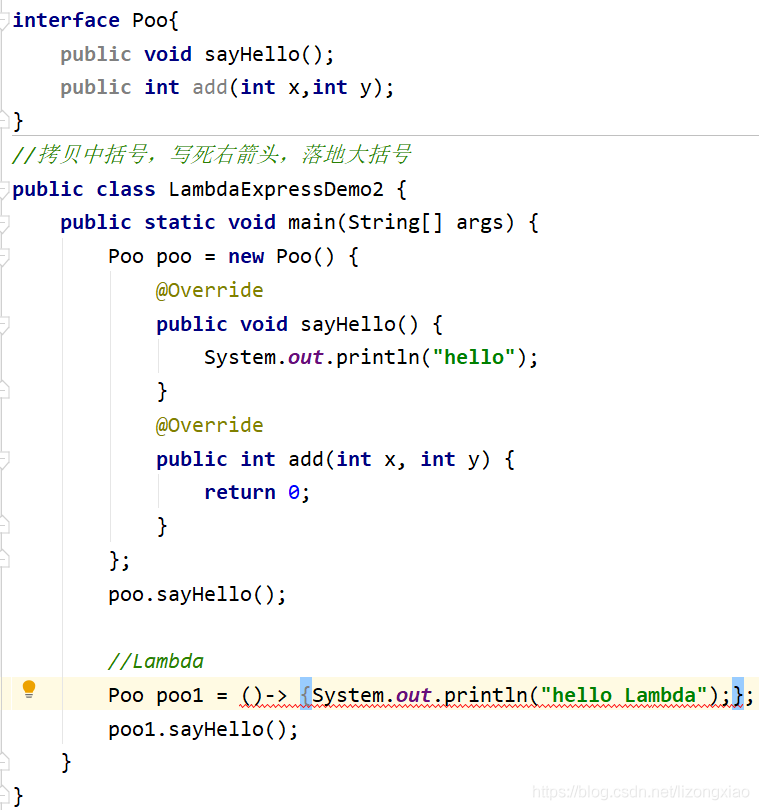 interface Poo{
    public void sayHello();
    public int add(int x,int y);
}
//拷贝中括号，写死右箭头，落地大括号
public class LambdaExpressDemo2 {
    public static void main(String[] args) {
        Poo poo = new Poo() {
            @Override
            public void sayHello() {
                System.out.println("hello");
            }
            @Override
            public int add(int x, int y) {
                return 0;
            }
        };
        poo.sayHello();

        //Lambda
        Poo poo1 = ()-> {System.out.println("hello Lambda");};
        poo1.sayHello();
    }
}
https://blog.csdn.net/lizongxiao